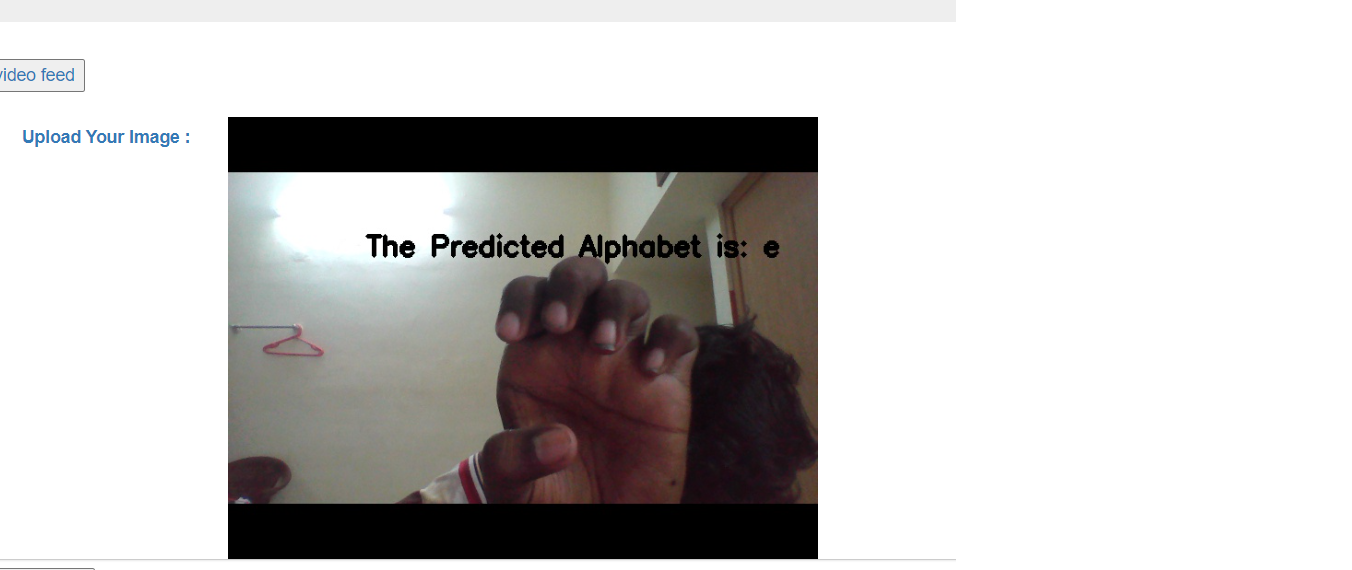 video feed
Upload Your Image :
The Predicted Alphabet is: e